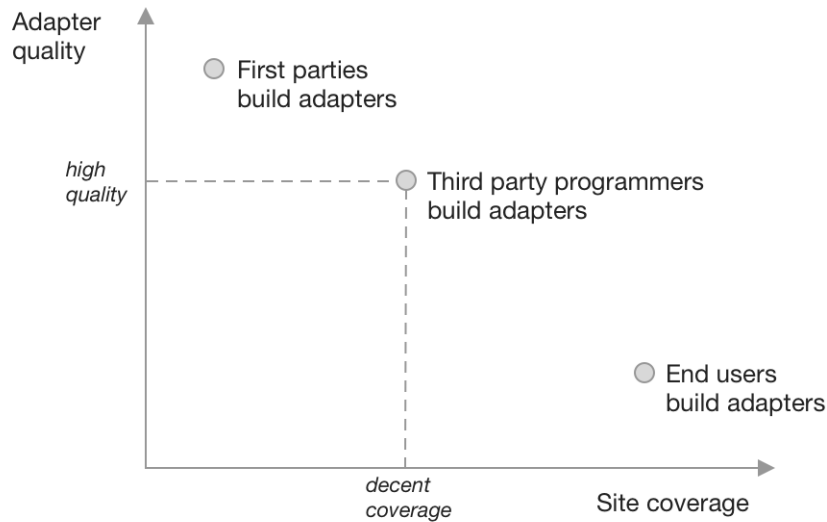 Adapter
quality
First parties
build adapters
high
quality
Third party programmers
build adapters
End users
build adapters
decent
coverage
Site coverage